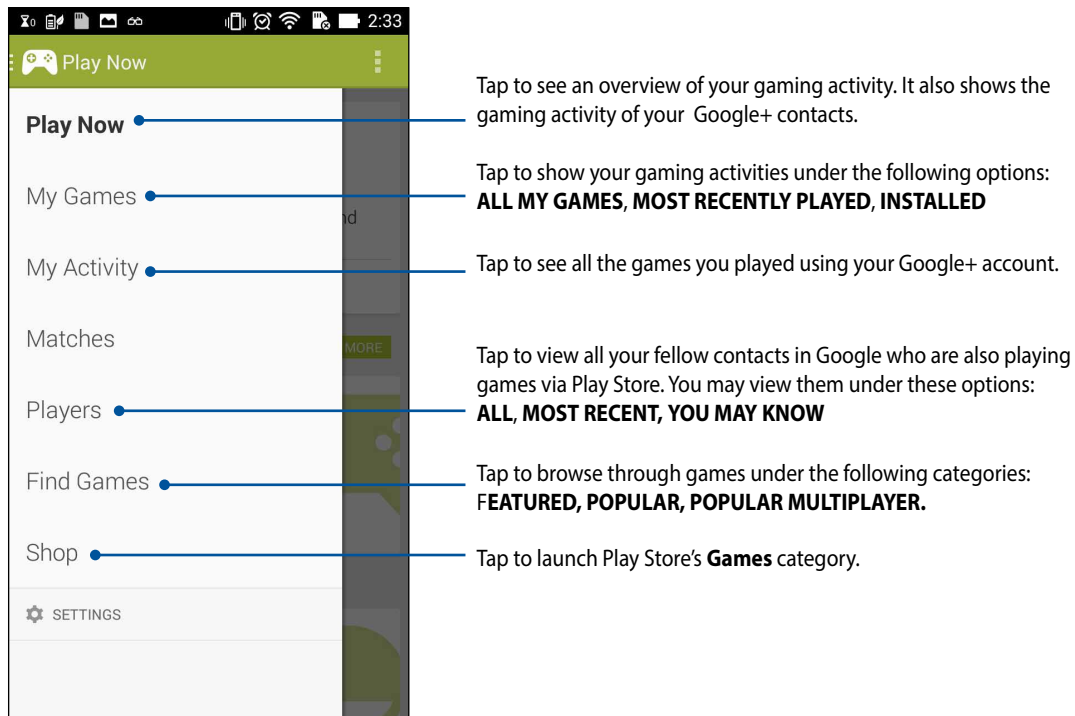 2:33
Play Now
Play Now
Tap to see an overview of your gaming activity. It also shows the
gaming activity of your Google+ contacts.
My Games
Tap to show your gaming activities under the following options:
ALL MY GAMES, MOST RECENTLY PLAYED, INSTALLED
nd
My Activity
Tap to see all the games you played using your Google+ account.
Matches
MORE
Players
Tap to view all your fellow contacts in Google who are also playing
games via Play Store. You may view them under these options:
ALL, MOST RECENT, YOU MAY KNOW
Find Games
Tap to browse through games under the following categories:
FEATURED, POPULAR, POPULAR MULTIPLAYER.
Shop
Tap to launch Play Store’s Games category.
SETTINGS